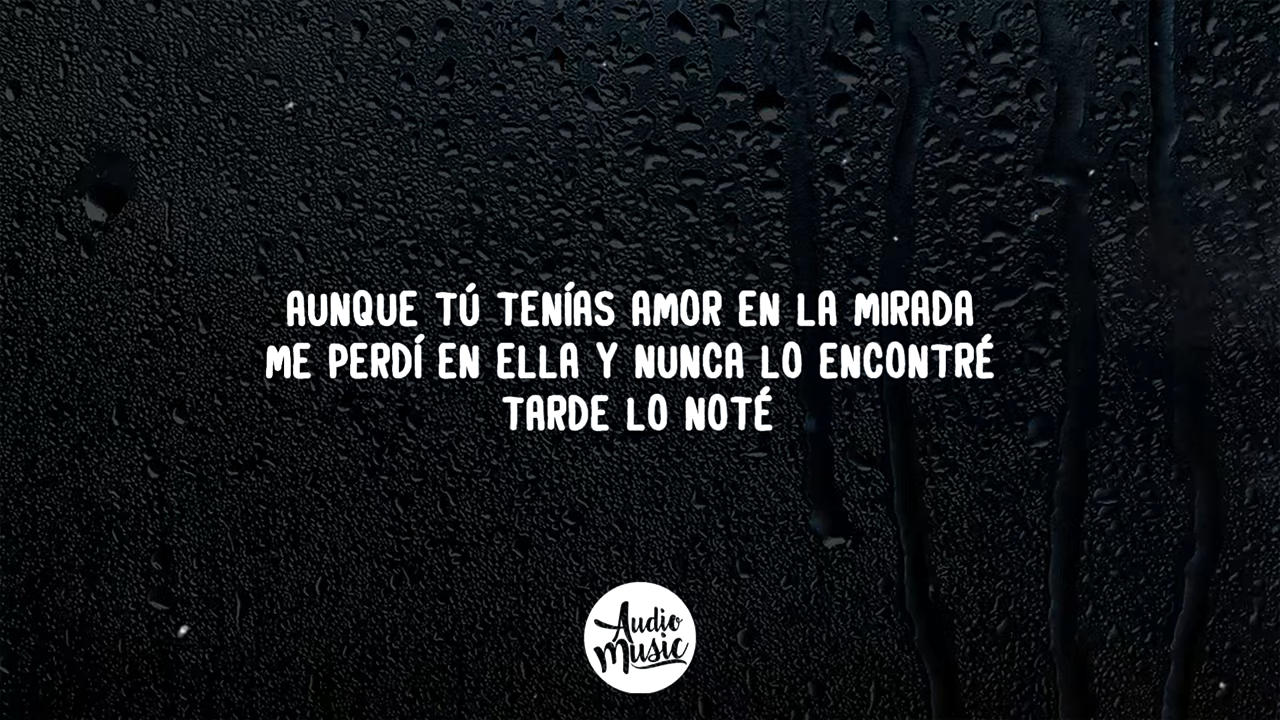 AUNQUE TÚ TENÍAS AMOR EN LA MIRADA
ME PERDÍ EN ELLA Y NUNCA LO ENCONTRÉ
TARDE LO NOTÉ
Audio
Music